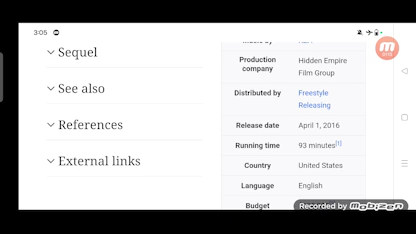 3:05
Sequel
See also
References
External links
Production company
Hidden Empire
Film Group
Distributed by
Freestyle
Releasing
Release date
April 1, 2016
Running time
93 minutes[1]
Country
United States
Language
English
Budget
Recorded by Mobizen